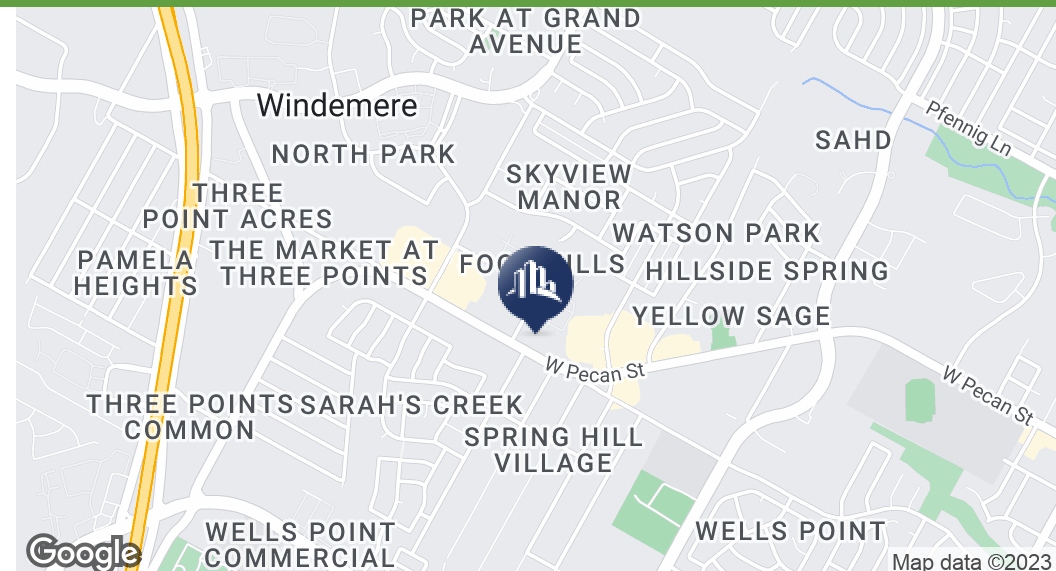 PARK AT GRAND
AVENUE
Windemere
Pfennig Ln
SAHD
NORTH PARK
SKYVIEW
MANOR
THREE
POINT ACRES
WATSON PARK
THE MARKET AT
THREE POINTS
PAMELA
HEIGHTS
HILLSIDE SPRING
YELLOW SAGE
W Pecan St
W Pecan St
THREE POINTS
COMMON
SARAH'S CREEK
SPRING HILL
VILLAGE
WELLS POINT
COMMERCIAL
WELLS POINT
Google
Map data ©2023